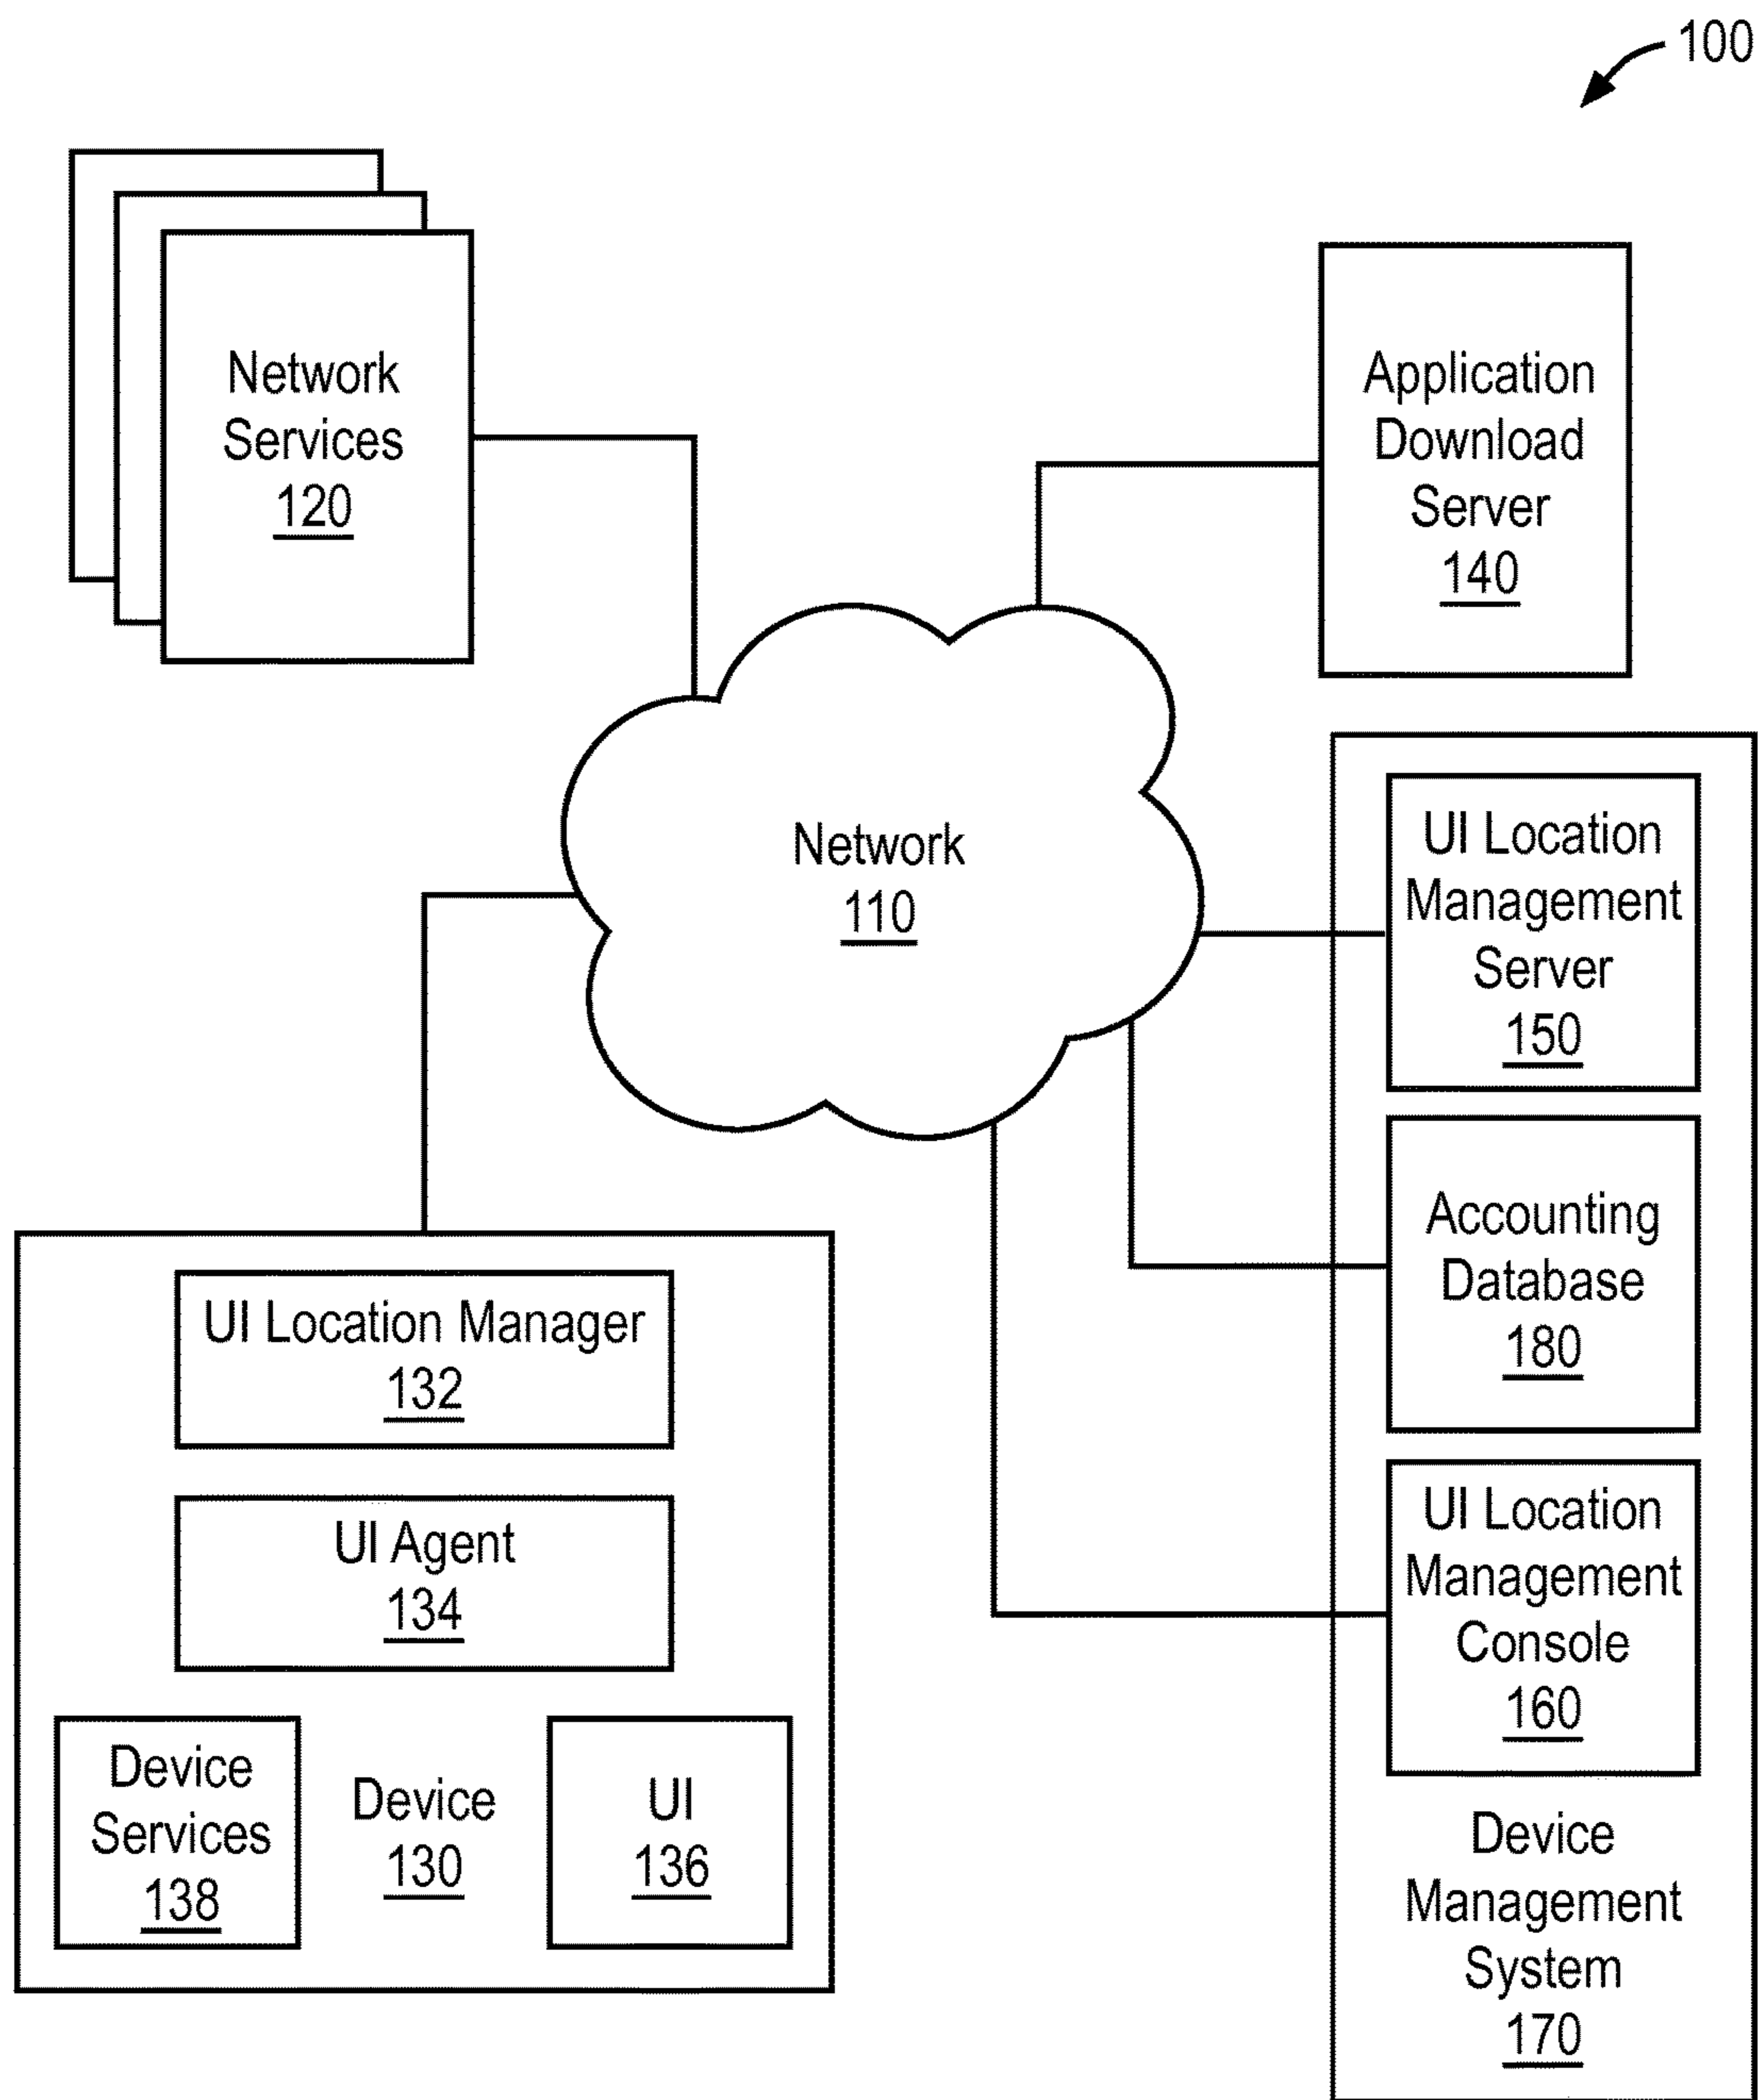 100
Network
Services
120
Application
Download
Server
140
Network
110
UI Location
Management
Server
150
Accounting
Database
180
UI Location
Management
Console
160
Device
Management
System
170
UI Location Manager
132
UI Agent
134
Device
Services
138
Device
130
UI
136